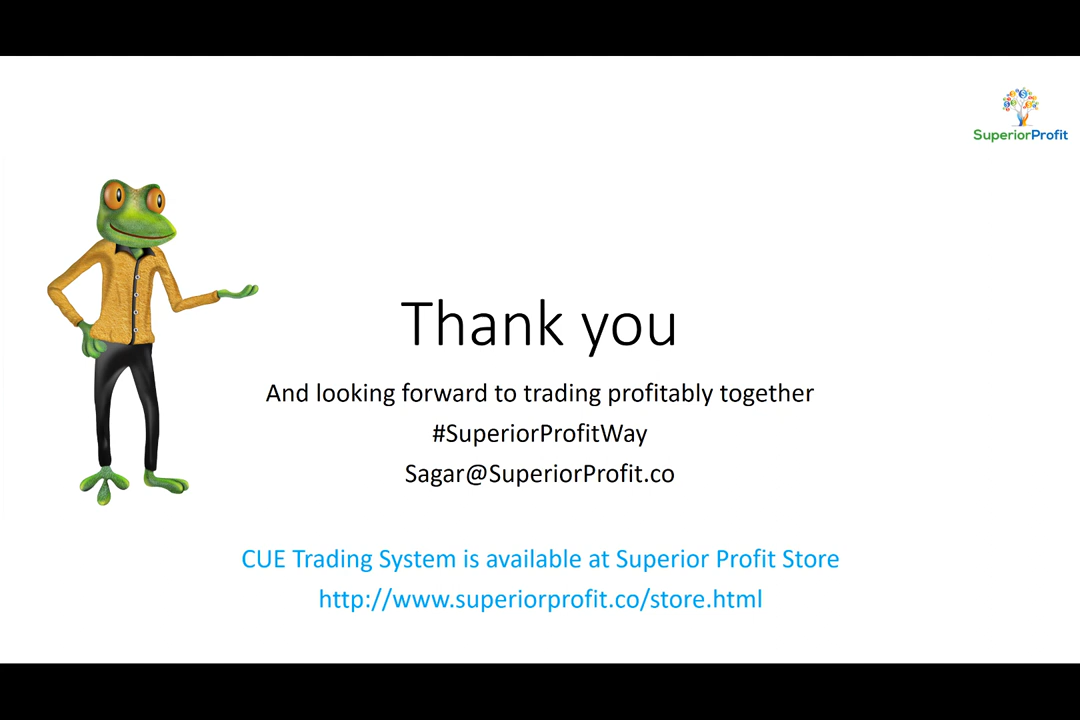 SuperiorProfit
Thank you
And looking forward to trading profitably together
#SuperiorProfitWay
Sagar@SuperiorProfit.co
CUE Trading System is available at Superior Profit Store
http://www.superiorprofit.co/store.html